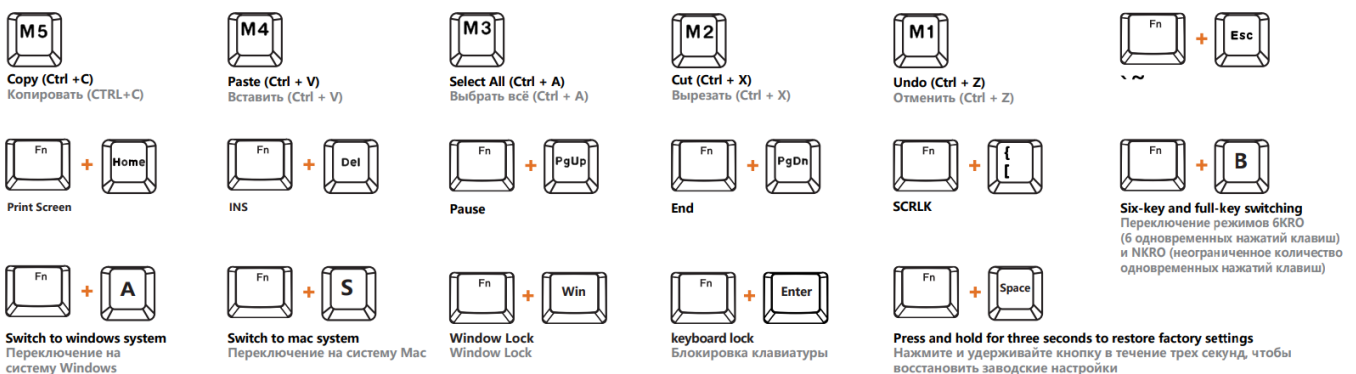 M5
Copy (Ctrl +C)
Копировать (CTRL+C)
M4
Paste (Ctrl + V)
Вставить (Ctrl + V)
M3
Select All (Ctrl + A)
Выбрать всё (Ctrl + A)
M2
Cut (Ctrl + X)
Вырезать (Ctrl + X)
M1
Undo (Ctrl + Z)
Отменить (Ctrl + Z)
Fn + Esc
` ~
Fn + Home
Print Screen
Fn + Del
INS
Fn + PgUp
Pause
Fn + PgDn
End
Fn + { [
SCRLK
Fn + B
Six-key and full-key switching
Переключение режимов 6KRO
(6 одновременных нажатий клавиш)
и NKRO (неограниченное количество
одновременных нажатий клавиш)
Fn + A
Switch to windows system
Переключение на
систему Windows
Fn + S
Switch to mac system
Переключение на систему Mac
Fn + Win
Window Lock
Window Lock
Fn + Enter
keyboard lock
Блокировка клавиатуры
Fn + Space
Press and hold for three seconds to restore factory settings
Нажмите и удерживайте кнопку в течение трех секунд, чтобы
восстановить заводские настройки